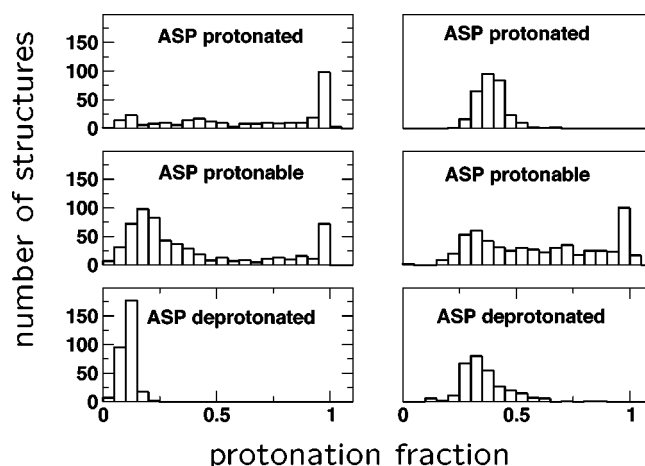 number of structures
ASP protonated
150
100
50
0
ASP protonated
ASP protonable
150
100
50
0
ASP protonable
ASP deprotonated
150
100
50
0
0
0.5
1
ASP deprotonated
0
0.5
1
protonation fraction